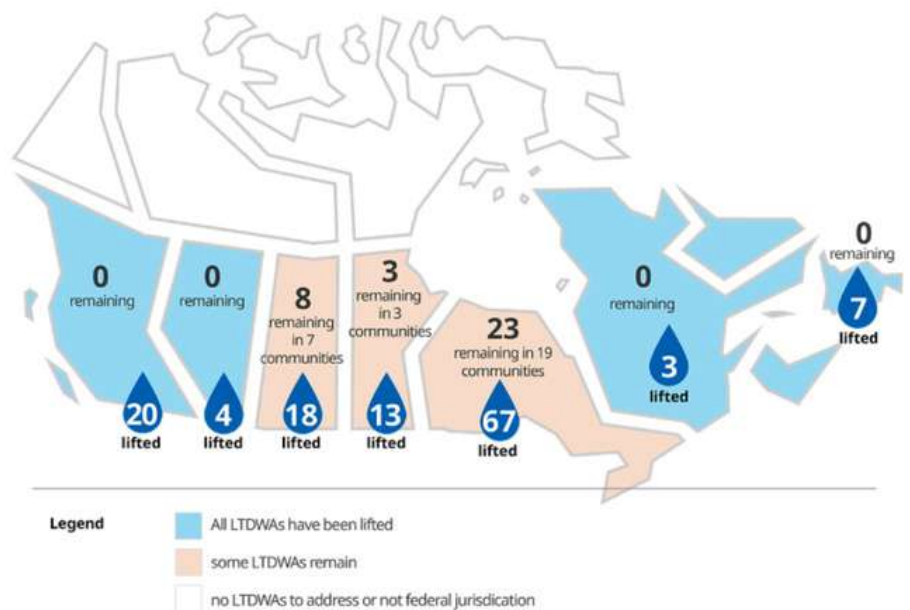 0
remaining
20
lifted
0
remaining
4
lifted
8
remaining
in 7
communities
18
lifted
3
remaining
in 3
communities
13
lifted
23
remaining in 19
communities
67
lifted
0
remaining
3
lifted
0
remaining
7
lifted
Legend
All LTDWAs have been lifted
some LTDWAs remain
no LTDWAs to address or not federal jurisdication